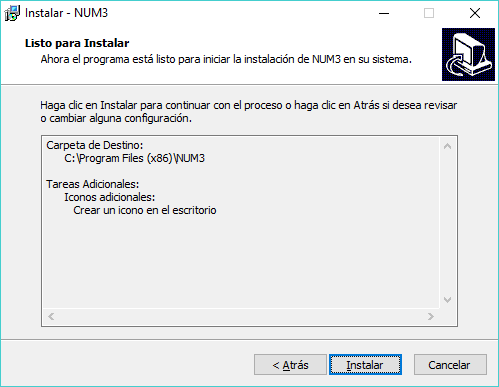 Instalar - NUM3
Listo para Instalar
Ahora el programa está listo para iniciar la instalación de NUM3 en su sistema.
Haga clic en Instalar para continuar con el proceso o haga clic en Atrás si desea revisar
o cambiar alguna configuración.
Carpeta de Destino:
C:\Program Files (x86)\NUM3
Tareas Adicionales:
Iconos adicionales:
Crear un icono en el escritorio
< Atrás
Instalar
Cancelar